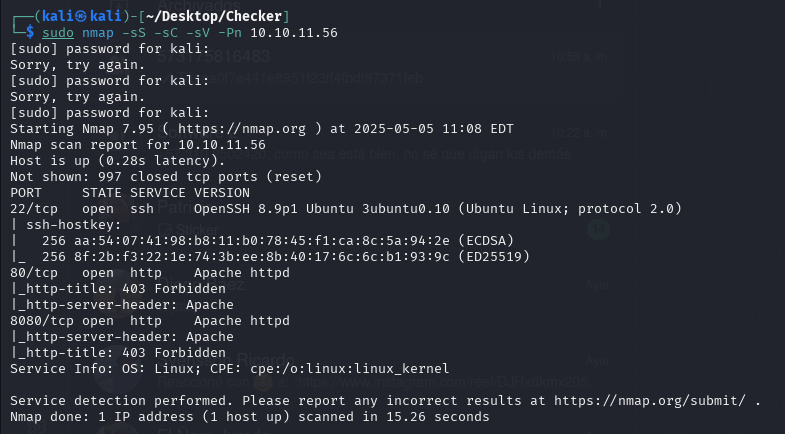 ┌──(kali㉿kali)-[~/Desktop/Checker]
└─$ sudo nmap -sS -sC -sV -Pn 10.10.11.56
[sudo] password for kali:
Sorry, try again.
[sudo] password for kali:
Sorry, try again.
[sudo] password for kali:
Starting Nmap 7.95 ( https://nmap.org ) at 2025-05-05 11:08 EDT
Nmap scan report for 10.10.11.56
Host is up (0.28s latency).
Not shown: 997 closed tcp ports (reset)
PORT     STATE SERVICE VERSION
22/tcp   open  ssh     OpenSSH 8.9p1 Ubuntu 3ubuntu0.10 (Ubuntu Linux; protocol 2.0)
| ssh-hostkey:
|   256 aa:54:07:41:98:b8:11:b0:78:45:f1:ca:8c:5a:94:2e (ECDSA)
|_  256 8f:2b:f3:22:1e:74:3b:ee:8b:40:17:6c:6c:b1:93:9c (ED25519)
80/tcp   open  http    Apache httpd
|_http-title: 403 Forbidden
|_http-server-header: Apache
8080/tcp open  http    Apache httpd
|_http-server-header: Apache
|_http-title: 403 Forbidden
Service Info: OS: Linux; CPE: cpe:/o:linux:linux_kernel

Service detection performed. Please report any incorrect results at https://nmap.org/submit/ .
Nmap done: 1 IP address (1 host up) scanned in 15.26 seconds
Archivados
573175816483
10:22 a. m.
Sticker
Ayer
Ayer